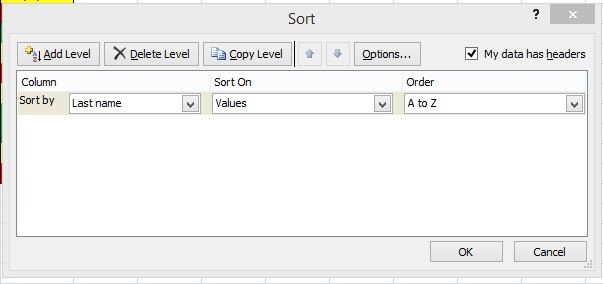 Sort
?
Add Level Delete Level Copy Level Options... My data has headers
Column Sort On Order
Sort by Last name Values A to Z
OK Cancel